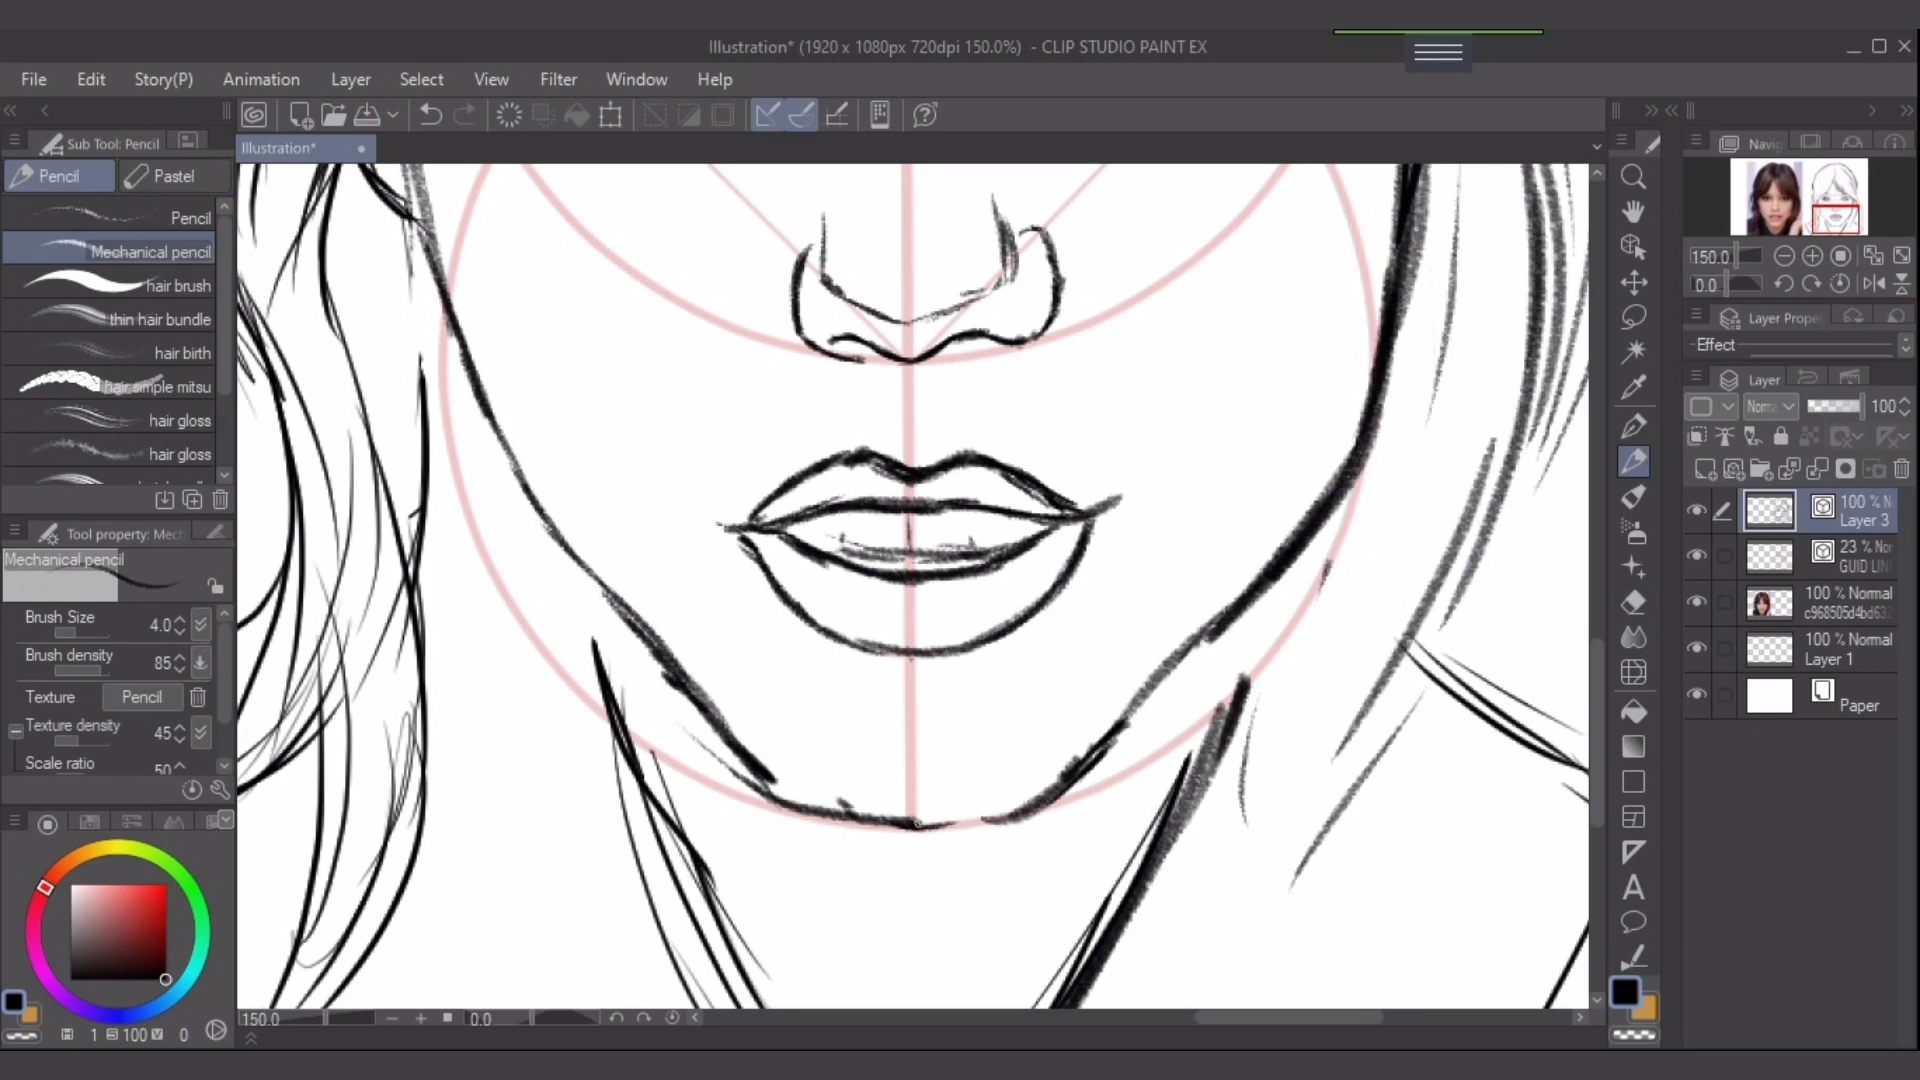 Illustration* (1920 x 1080px 720dpi 150.0%)  - CLIP STUDIO PAINT EX
File Edit Story(P) Animation Layer Select View Filter Window Help
Sub Tool: Pencil
Illustration*
Navig
Pencil Pastel
Pencil
Mechanical pencil
hair brush
thin hair bundle
hair birth
hair simple mitsu
hair gloss
hair gloss
Tool property: Mech
Mechanical pencil
Brush Size 4.0
Brush density 85
Texture Pencil
Texture density 45
Scale ratio 50
1 100 0
150.0 0.0
150.0
0.0
Layer Prope
Effect
Layer
Norma 100
100 % N
Layer 3
23 % Nor
GUID LIN
100 % Normal
c968505d4bd632
100 % Normal
Layer 1
Paper